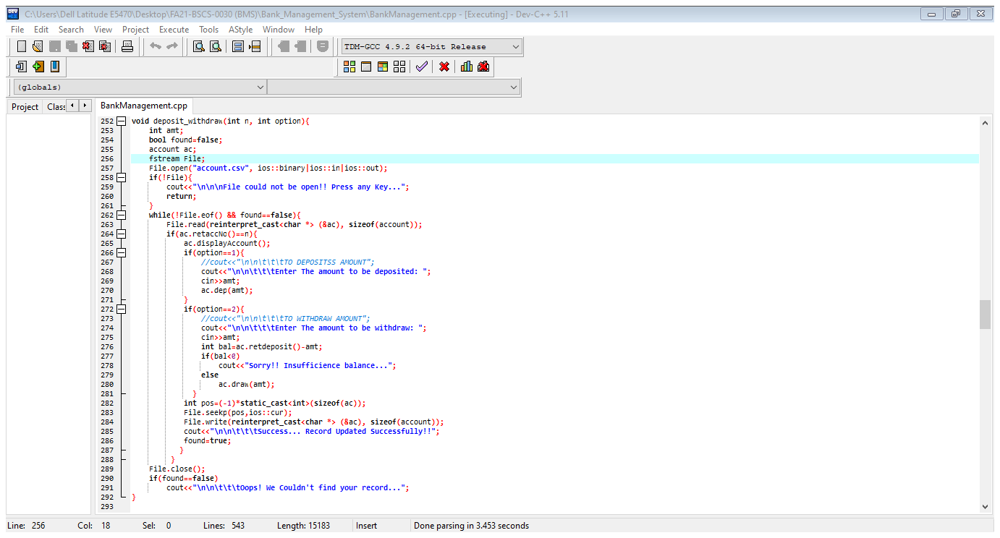 C:\Users\Dell Latitude E5470\Desktop\FA21-BSCS-0030 (BMS)\Bank_Management_System\BankManagement.cpp - [Executing] - Dev-C++ 5.11
File Edit Search View Project Execute Tools AStyle Window Help
TDM-GCC 4.9.2 64-bit Release
(globals)
Project Class BankManagement.cpp
252 void deposit_withdraw(int n, int option){
253 int amt;
254 bool found=false;
255 account ac;
256 fstream File;
257 File.open("account.csv", ios::binary|ios::in|ios::out);
258 if(!File){
259 cout<<"\n\n\nFile could not be open!! Press any Key...";
260 return;
261 }
262 while(!File.eof() && found==false){
263 File.read(reinterpret_cast<char *> (&ac), sizeof(account));
264 if(ac.retaccNo()==n){
265 ac.displayAccount();
266 if(option==1){
267 //cout<<"\n\n\t\t\tTO DEPOSITSS AMOUNT";
268 cout<<"\n\n\t\t\tEnter The amount to be deposited: ";
269 cin>>amt;
270 ac.dep(amt);
271 }
272 if(option==2){
273 //cout<<"\n\n\t\t\tTO WITHDRAW AMOUNT";
274 cout<<"\n\n\t\t\tEnter The amount to be withdraw: ";
275 cin>>amt;
276 int bal=ac.retdeposit()-amt;
277 if(bal<0)
278 cout<<"Sorry!! Insufficience balance...";
279 else
280 ac.draw(amt);
281 }
282 int pos=(-1)*static_cast<int>(sizeof(ac));
283 File.seekp(pos,ios::cur);
284 File.write(reinterpret_cast<char *> (&ac), sizeof(account));
285 cout<<"\n\n\t\t\tSuccess... Record Updated Successfully!!";
286 found=true;
287 }
288 }
289 File.close();
290 if(found==false)
291 cout<<"\n\n\t\t\tOops! We Couldn't find your record...";
292 }
293
Line: 256 Col: 18 Sel: 0 Lines: 543 Length: 15183 Insert Done parsing in 3.453 seconds